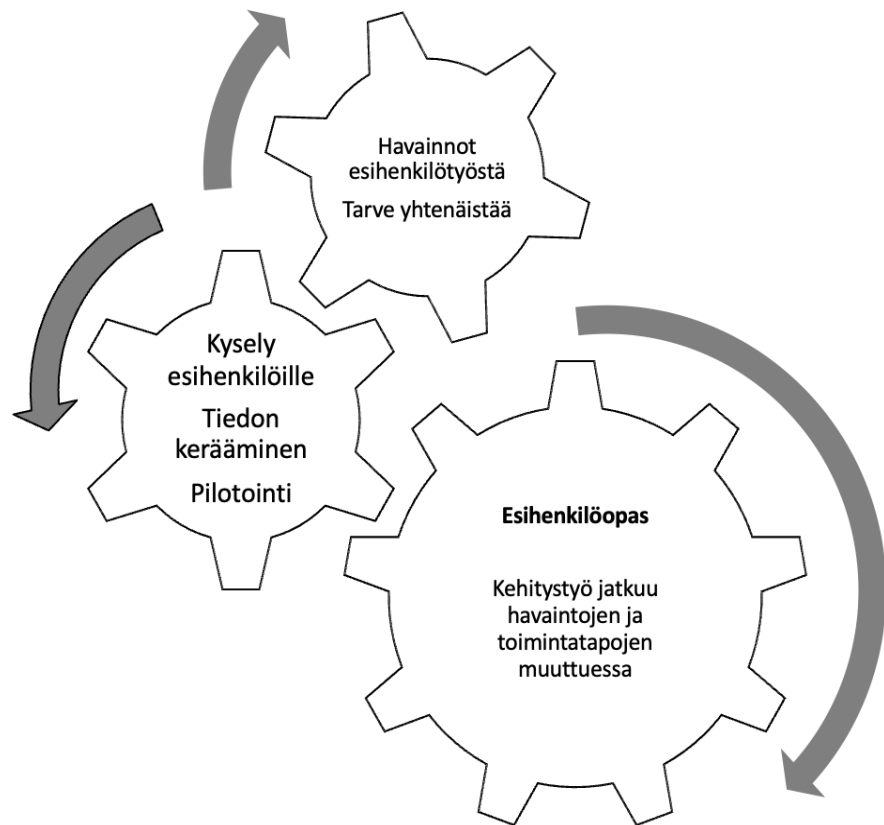 Havainnot
esihenkilötyöstä
Tarve yhtenäistää
Kysely
esihenkilöille
Tiedon
kerääminen
Pilotointi
Esihenkilöopas
Kehitystyö jatkuu
havaintojen ja
toimintatapojen
muuttuessa